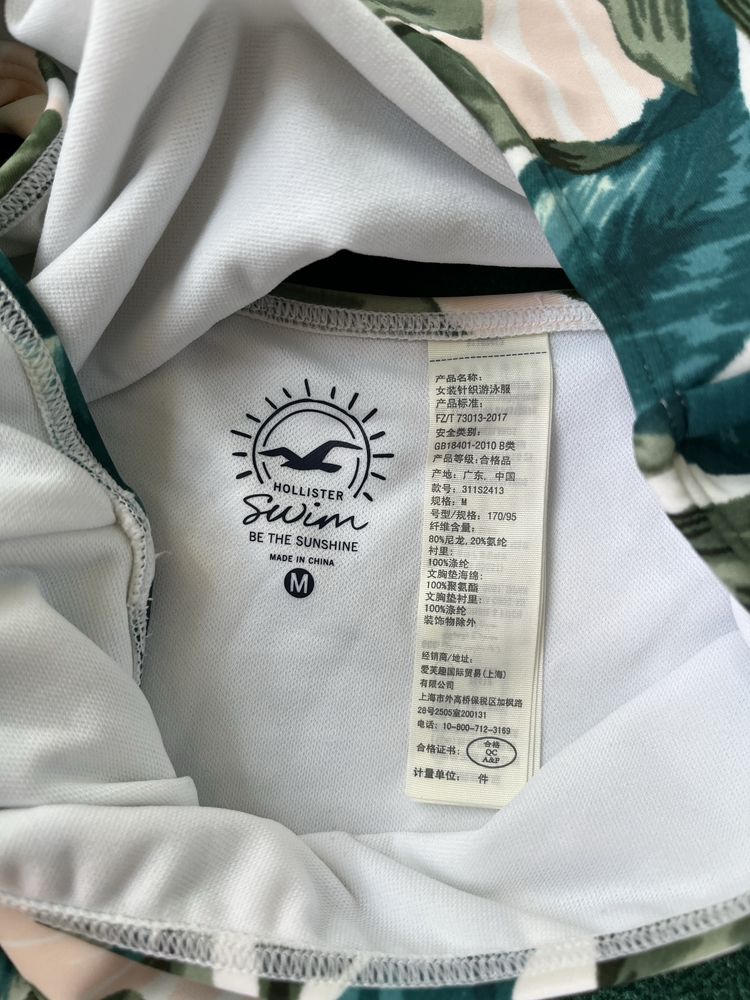 HOLLISTER
Swim
BE THE SUNSHINE
MADE IN CHINA
M
产品名称:
女装针织游泳服
产品标准:
FZ/T 73013-2017
安全类别:
GB18401-2010 B类
产品等级:合格品
产地: 广东, 中国
款号: 311S2413
规格: M
号型/规格: 170/95
纤维含量:
80%尼龙,20%氨纶
衬里:
100%涤纶
文胸垫海绵:
100%聚氨酯
文胸垫衬里:
100%涤纶
装饰物除外
经销商/地址:
爱芙趣国际贸易(上海)
有限公司
上海市外高桥保税区加枫路
28号2505室200131
电话: 10-800-712-3169
合格证书:
合格
QC
A&F
计量单位: 件